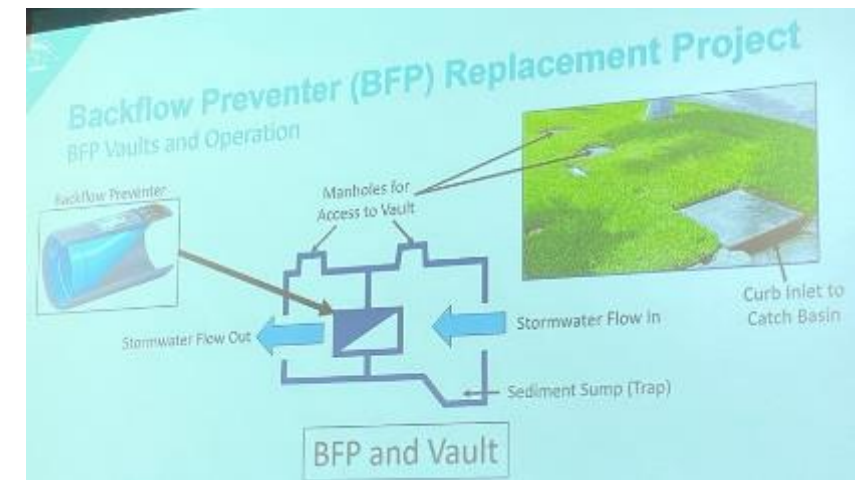 Backflow Preventer (BFP) Replacement Project
BFP Vaults and Operation
Backflow Preventer
Manholes for
Access to Vault
Curb Inlet to
Catch Basin
Stormwater Flow Out
Stormwater Flow In
Sediment Sump (Trap)
BFP and Vault